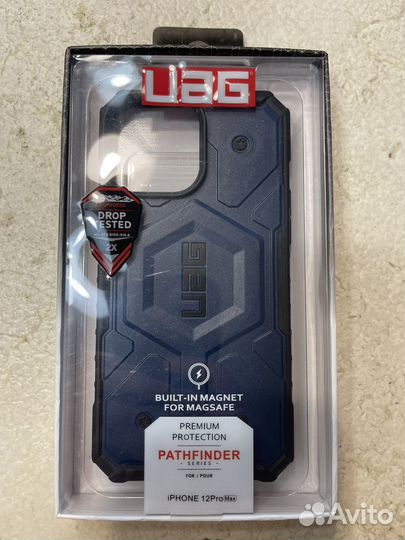 UAG
DROP
TESTED
2X
UAG
BUILT-IN MAGNET
FOR MAGSAFE
PREMIUM
PROTECTION
PATHFINDER
SERIES
FOR / POUR
iPHONE 12Pro Max
Avito